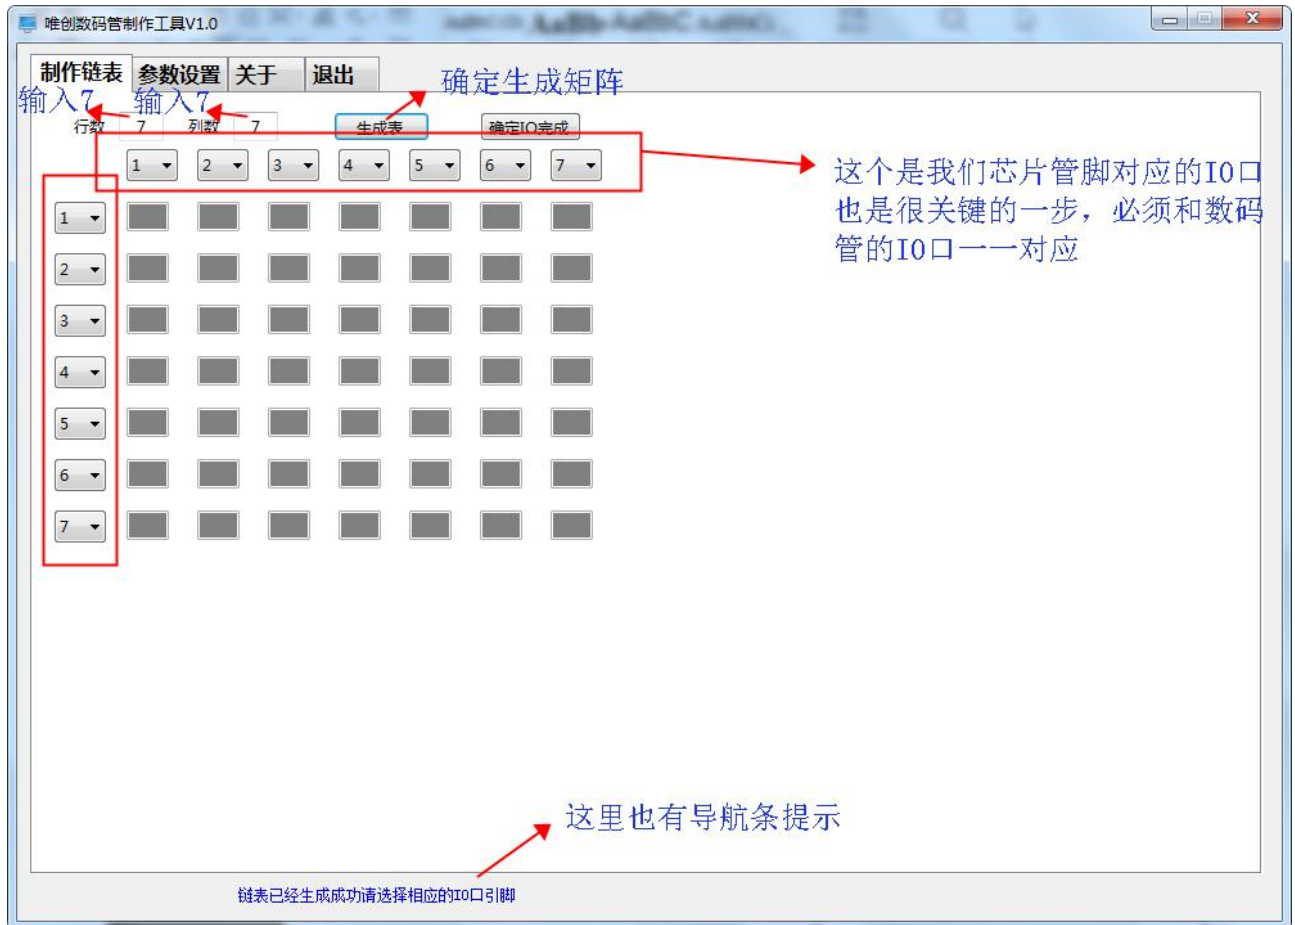 唯创数码管制作工具V1.0
制作链表 参数设置 关于 退出
确定生成矩阵
输入7 输入7
行数 7 列数 7 生成表 确定IO完成
1 2 3 4 5 6 7
这个是我们芯片管脚对应的IO口
也是很关键的一步，必须和数码
管的IO口一一对应
1
2
3
4
5
6
7
这里也有导航条提示
链表已经生成成功请选择相应的IO口引脚